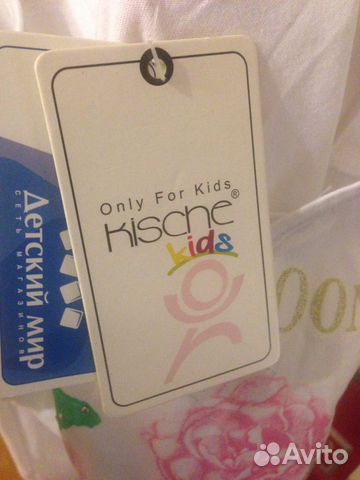 Only For Kids
Kische®
kids
Детский мир
СЕТЬ МАГАЗИНОВ
Avito